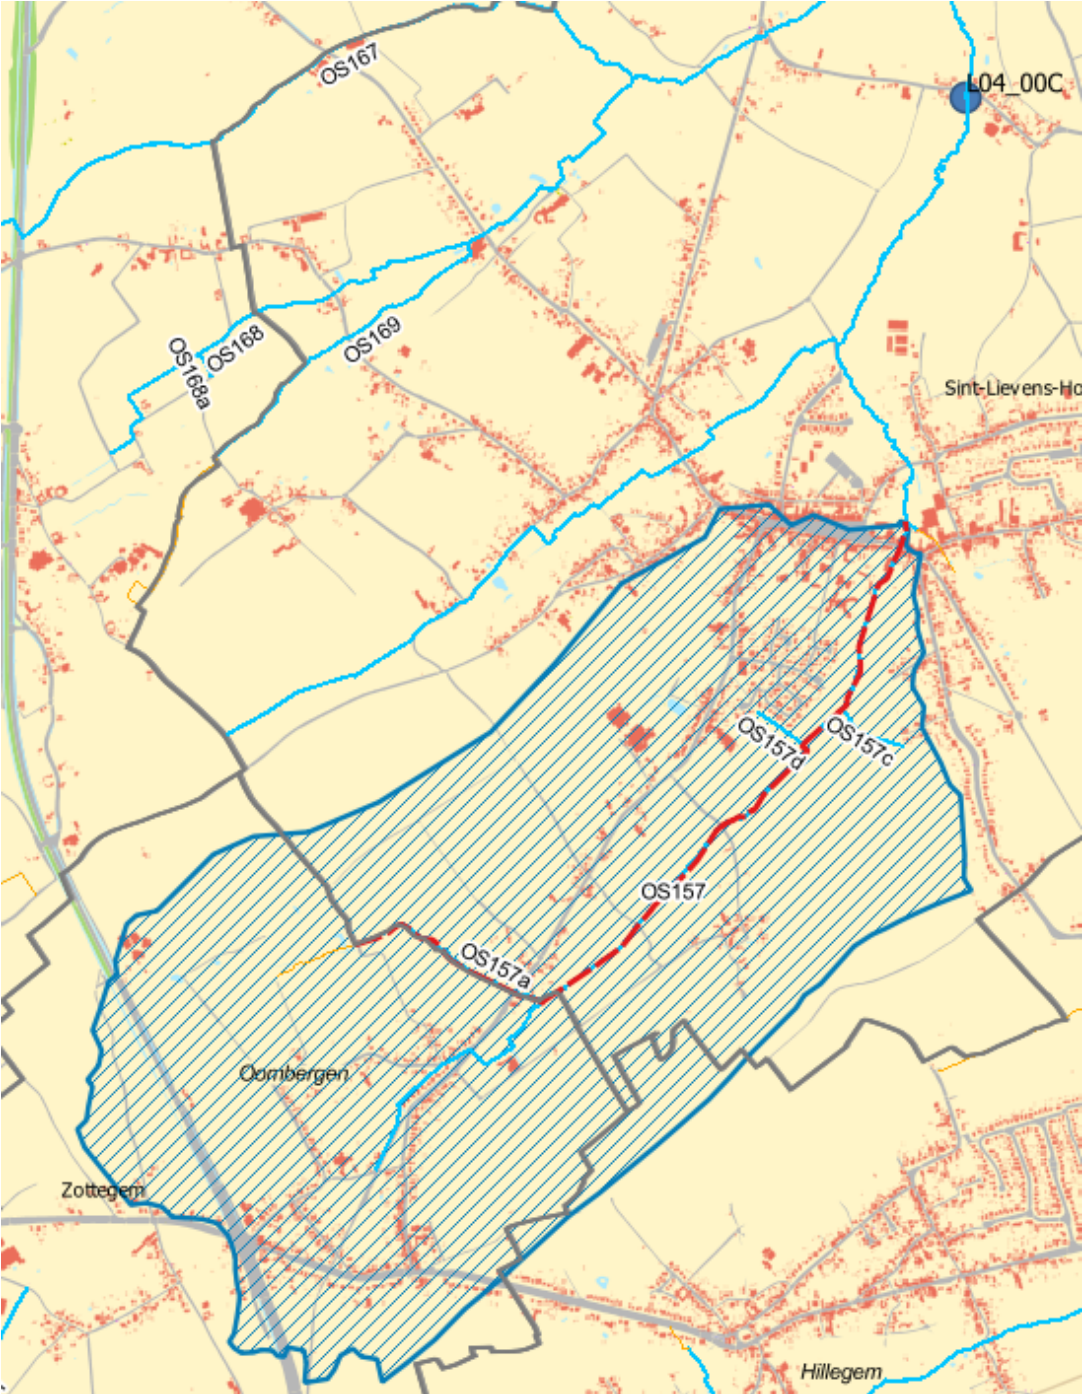 OS167
L04_00C
OS168
OS169
OS168a
Sint-Lievens-Ho
OS157d
OS157c
OS157
OS157a
Oombergen
Zottegem
Hillegem